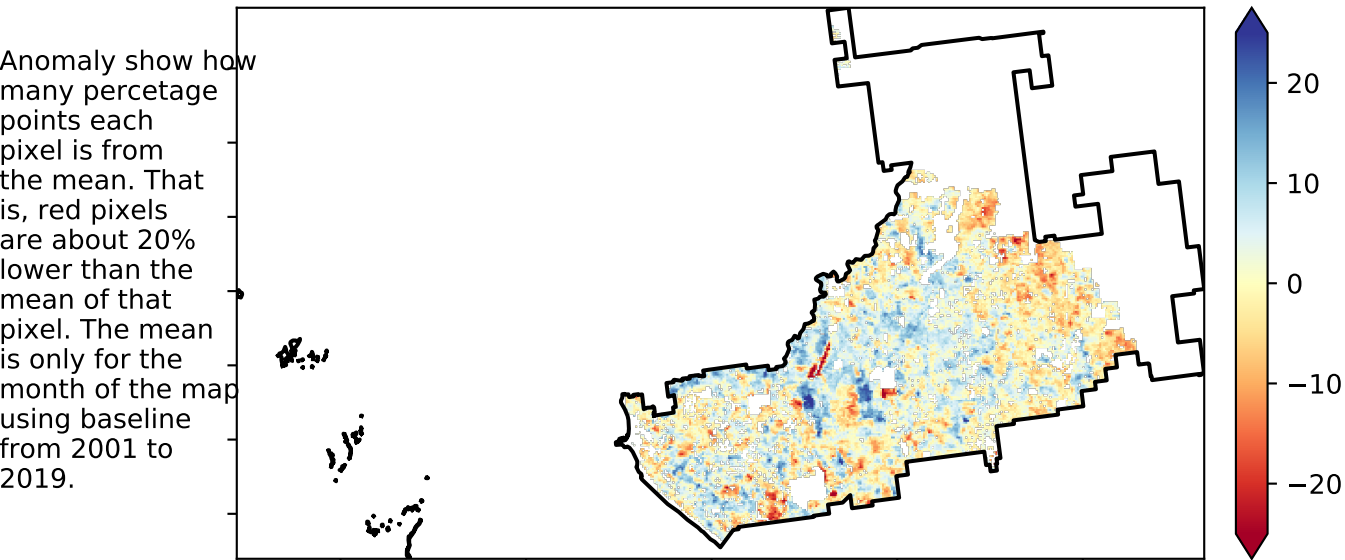 Anomaly show how
many percetage
points each
pixel is from
the mean. That
is, red pixels
are about 20%
lower than the
mean of that
pixel. The mean
is only for the
month of the map
using baseline
from 2001 to
2019.
20
10
0
−10
−20